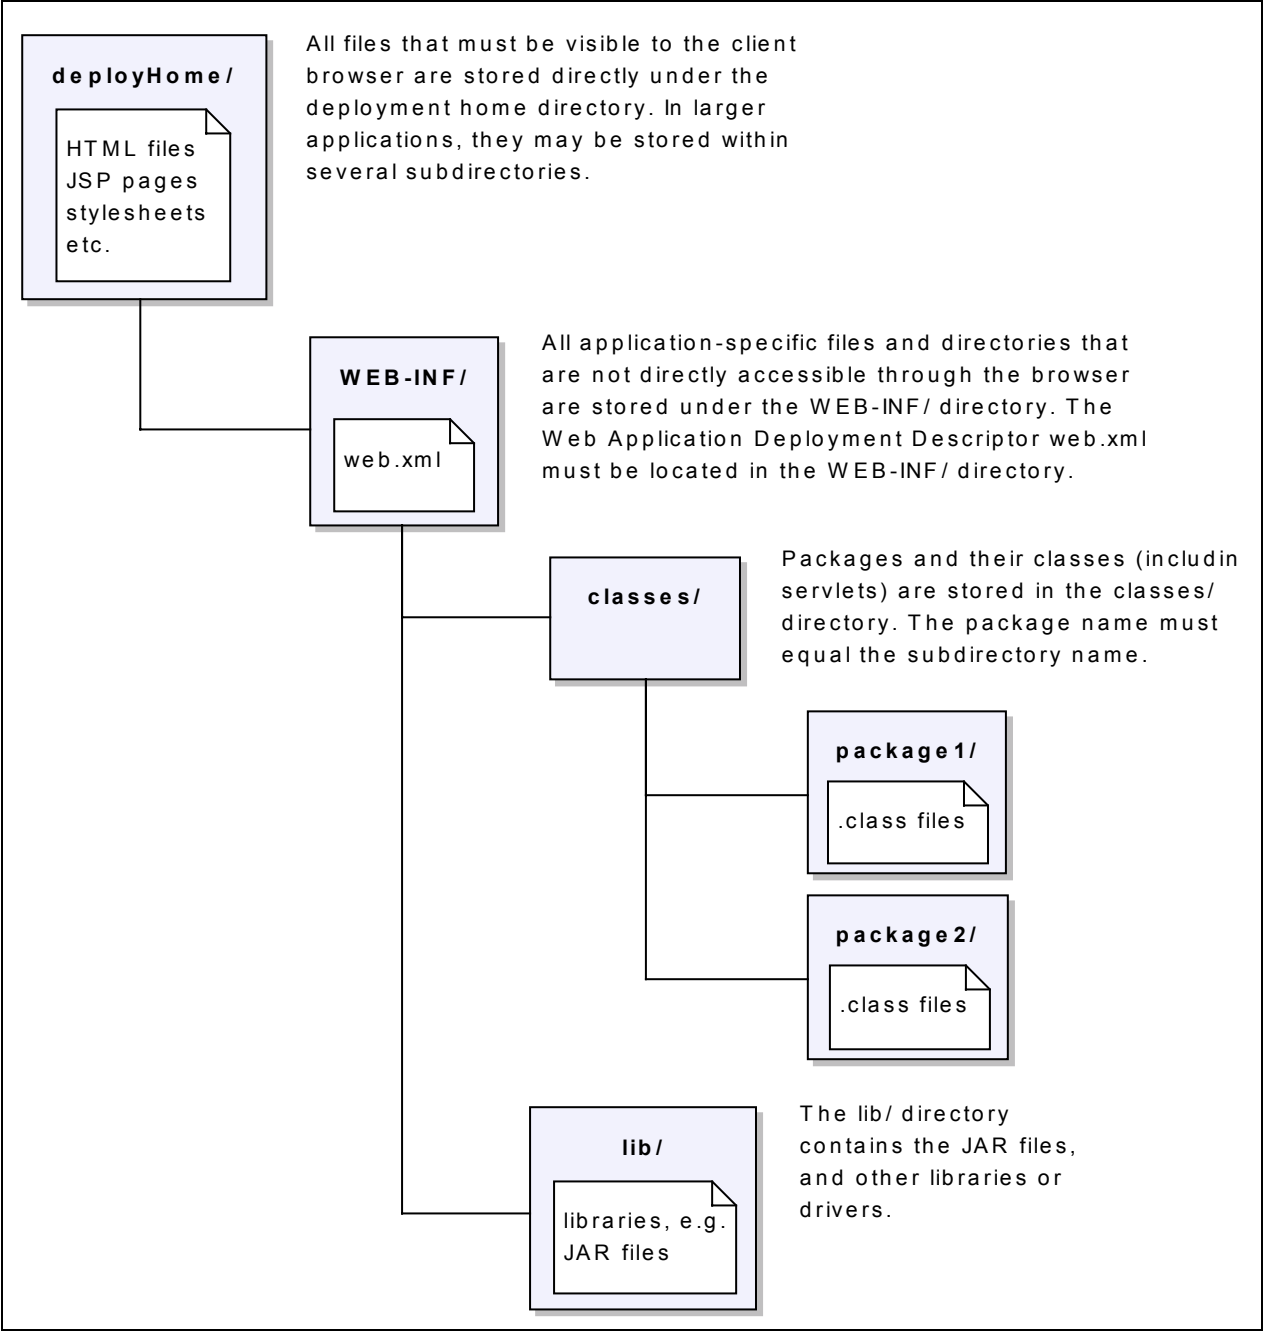 deployHome/
HTML files
JSP pages
stylesheets
etc.
All files that must be visible to the client
browser are stored directly under the
deployment home directory. In larger
applications, they may be stored within
several subdirectories.
WEB-INF/
web.xml
All application-specific files and directories that
are not directly accessible through the browser
are stored under the WEB-INF/ directory. The
Web Application Deployment Descriptor web.xml
must be located in the WEB-INF/ directory.
classes/
Packages and their classes (includin
servlets) are stored in the classes/
directory. The package name must
equal the subdirectory name.
package1/
.class files
package2/
.class files
lib/
libraries, e.g.
JAR files
The lib/ directory
contains the JAR files,
and other libraries or
drivers.